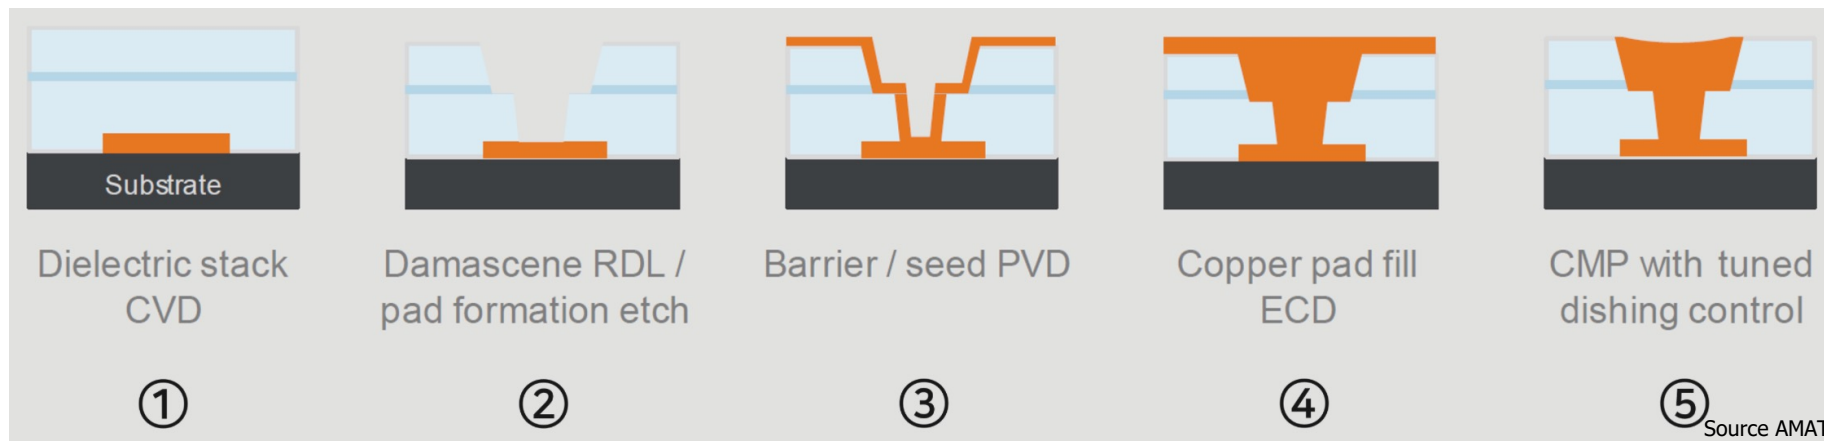 Substrate
Dielectric stack
CVD
Damascene RDL /
pad formation etch
Barrier / seed PVD
Copper pad fill
ECD
CMP with tuned
dishing control
①
②
③
④
⑤
Source AMAT